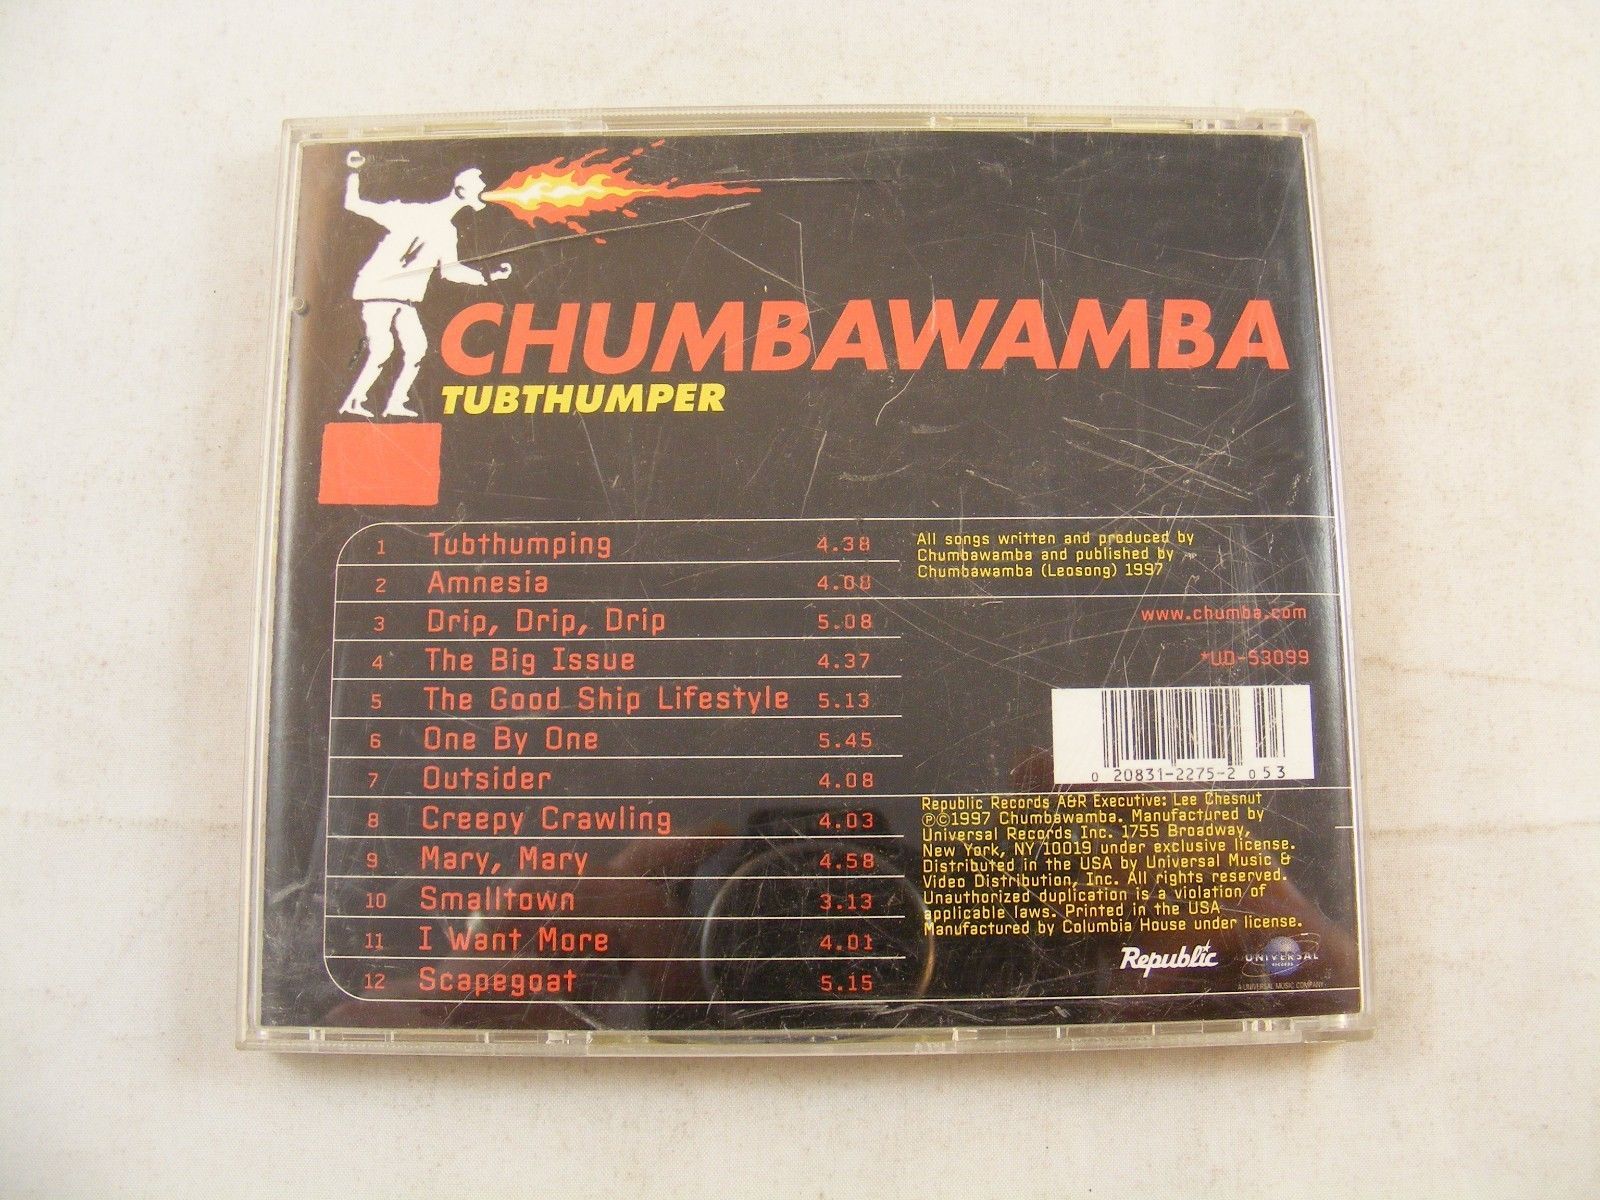 CHUMBAWAMBA
TUBTHUMPER
1 Tubthumping 4.38
2 Amnesia 4.08
3 Drip, Drip, Drip 5.08
4 The Big Issue 4.37
5 The Good Ship Lifestyle 5.13
6 One By One 5.45
7 Outsider 4.08
8 Creepy Crawling 4.03
9 Mary, Mary 4.58
10 Smalltown 3.13
11 I Want More 4.01
12 Scapegoat 5.15
All songs written and produced by
Chumbawamba and published by
Chumbawamba (Leosong) 1997
www.chumba.com
*UD-53099
0 20831-2275-2 0 5 3
Republic Records A&R Executive: Lee Chesnut
℗©1997 Chumbawamba. Manufactured by
Universal Records Inc. 1755 Broadway,
New York, NY 10019 under exclusive license.
Distributed in the USA by Universal Music &
Video Distribution, Inc. All rights reserved.
Unauthorized duplication is a violation of
applicable laws. Printed in the USA
Manufactured by Columbia House under license.
Republic
UNIVERSAL
RECORDS
A UNIVERSAL MUSIC COMPANY